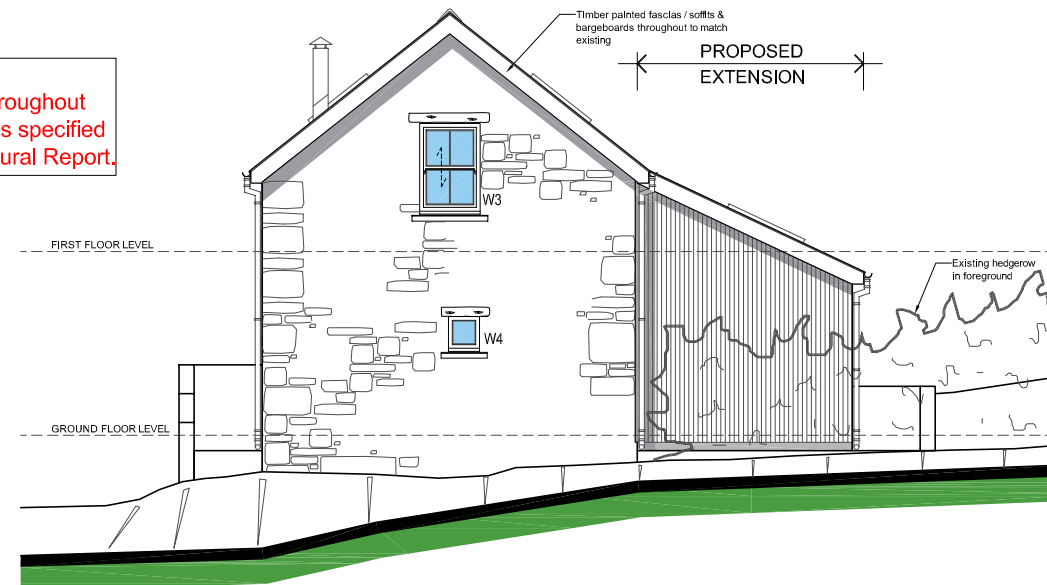 Timber painted fascias / soffits &
bargeboards throughout to match
existing
PROPOSED
EXTENSION
roughout
s specified
ural Report.
W3
FIRST FLOOR LEVEL
Existing hedgerow
in foreground
W4
GROUND FLOOR LEVEL